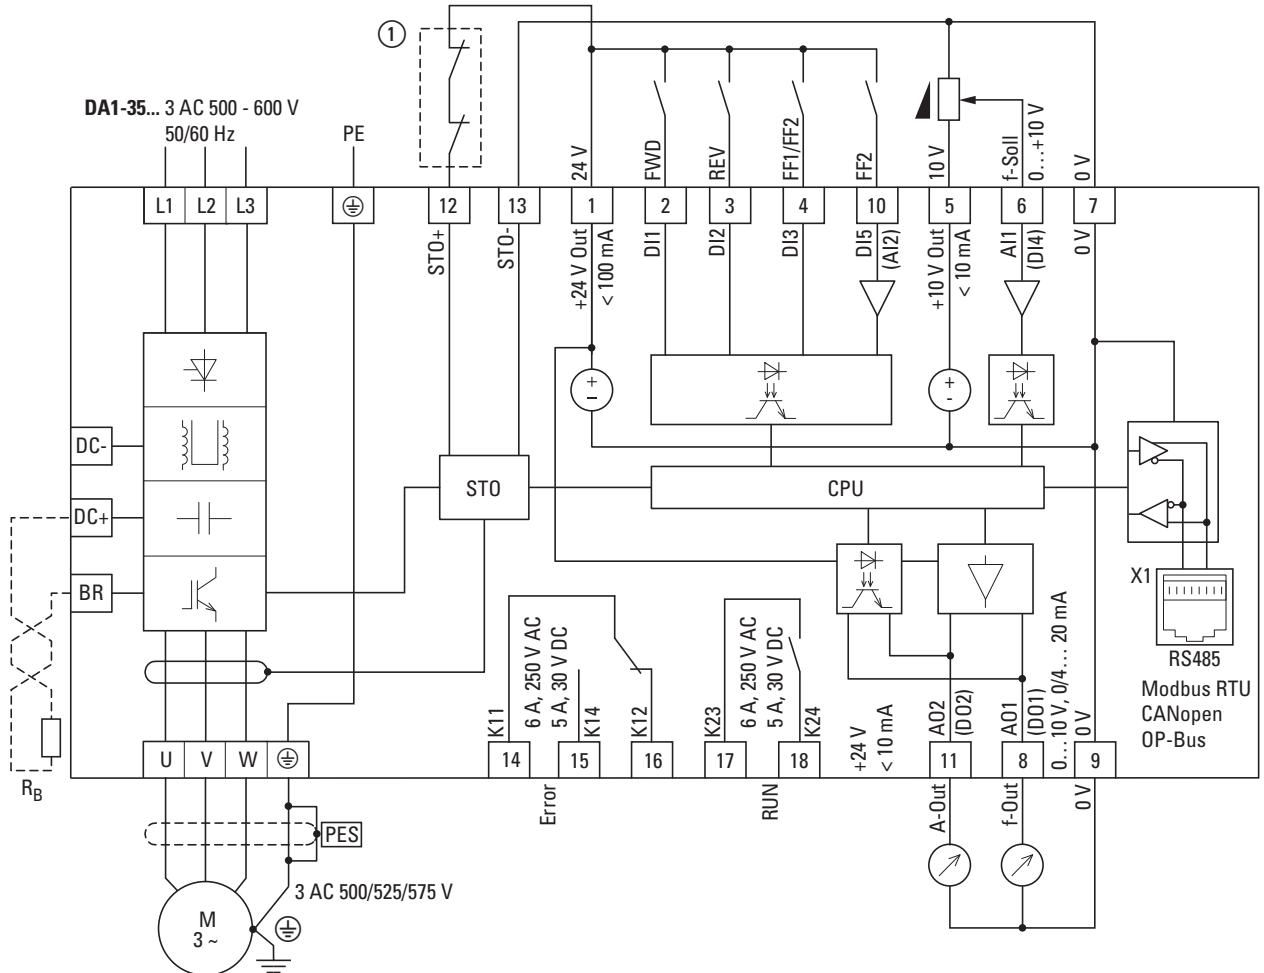 1
DA1-35... 3 AC 500 - 600 V
50/60 Hz
PE
24 V
FWD
REV
FF1/FF2
FF2
10 V
f-Soll
0...+10 V
0 V
L1
L2
L3
12
13
1
2
3
4
10
5
6
7
STO+
STO-
+24 V Out
< 100 mA
DI1
DI2
DI3
DI5
(AI2)
+10 V Out
< 10 mA
AI1
(DI4)
0 V
+
−
+
-
DC-
DC+
BR
STO
CPU
X1
RS485
Modbus RTU
CANopen
OP-Bus
K11
6 A, 250 V AC
5 A, 30 V DC
K14
K12
K23
6 A, 250 V AC
5 A, 30 V DC
K24
+24 V
< 10 mA
AO2
(DO2)
AO1
(DO1)
0...10 V, 0/4... 20 mA
0 V
RB
U
V
W
14
15
16
17
18
11
8
9
Error
RUN
A-Out
f-Out
0 V
PES
3 AC 500/525/575 V
M
3 ~